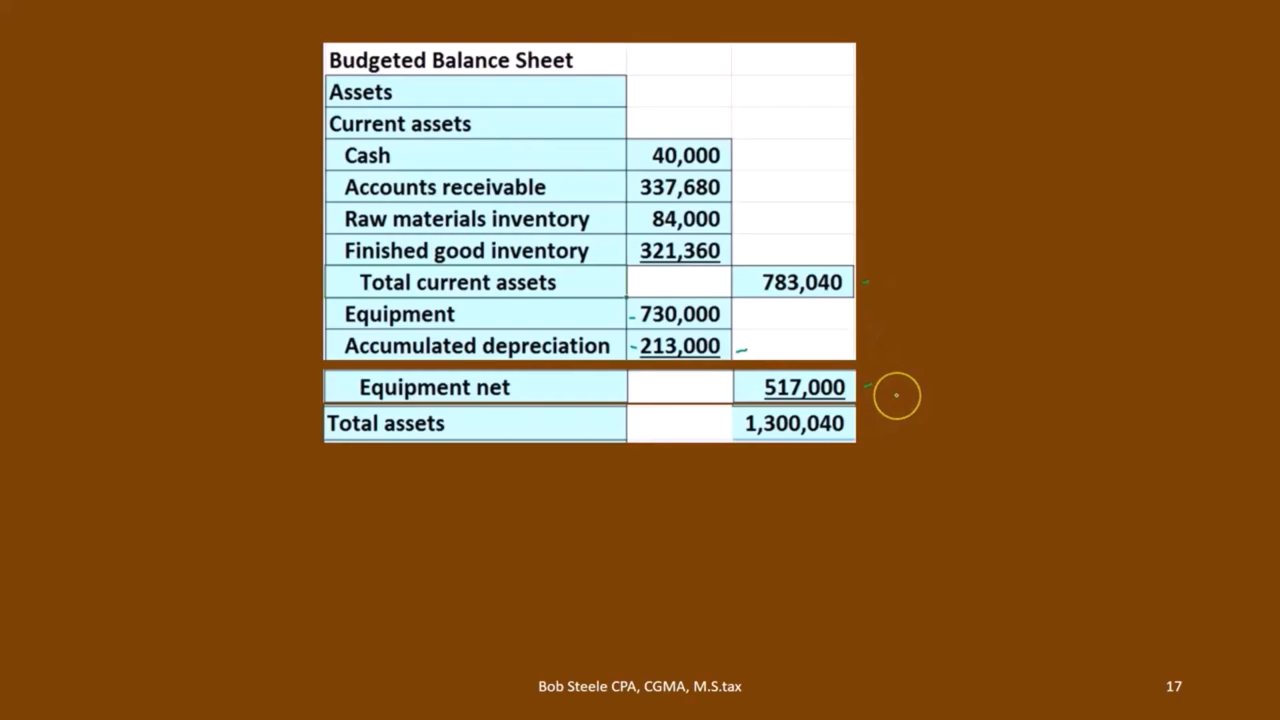 Budgeted Balance Sheet
Assets
Current assets
Cash 40,000
Accounts receivable 337,680
Raw materials inventory 84,000
Finished good inventory 321,360
Total current assets 783,040
Equipment 730,000
Accumulated depreciation 213,000
Equipment net 517,000
Total assets 1,300,040
Bob Steele CPA, CGMA, M.S.tax 17